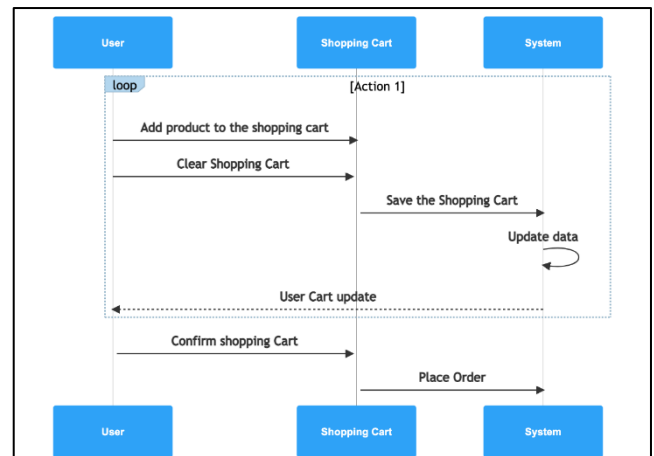 User
Shopping Cart
System
loop
[Action 1]
Add product to the shopping cart
Clear Shopping Cart
Save the Shopping Cart
Update data
User Cart update
Confirm shopping Cart
Place Order
User
Shopping Cart
System